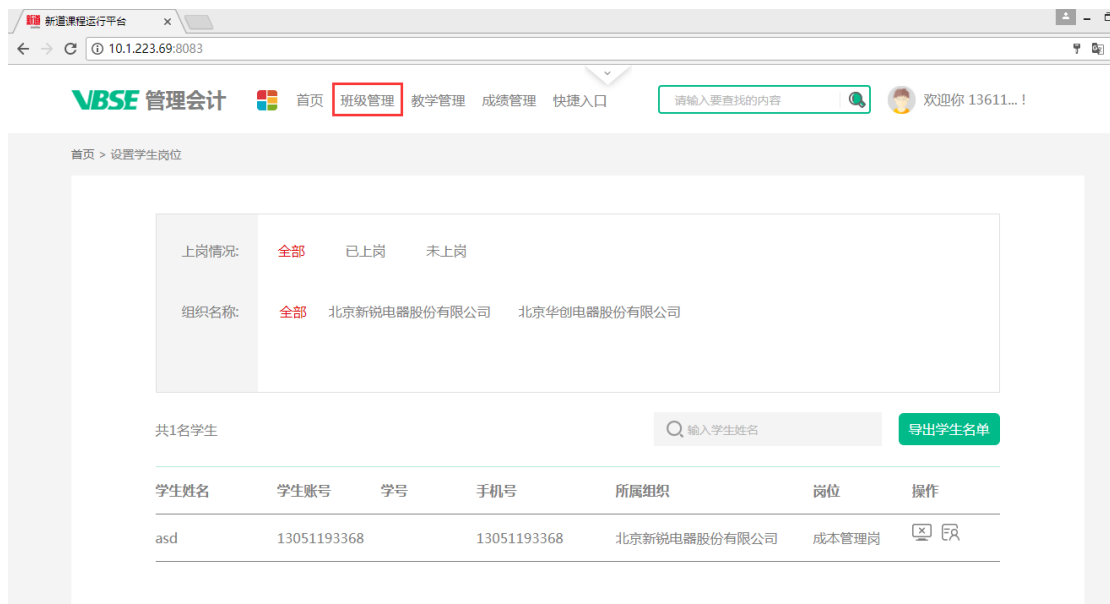 新道课程运行平台
10.1.223.69:8083
VBSE 管理会计 首页 班级管理 教学管理 成绩管理 快捷入口 请输入要查找的内容 欢迎你 13611... !
首页 > 设置学生岗位
上岗情况: 全部 已上岗 未上岗
组织名称: 全部 北京新锐电器股份有限公司 北京华创电器股份有限公司
共1名学生 输入学生姓名 导出学生名单
学生姓名 学生账号 学号 手机号 所属组织 岗位 操作
asd 13051193368 13051193368 北京新锐电器股份有限公司 成本管理岗